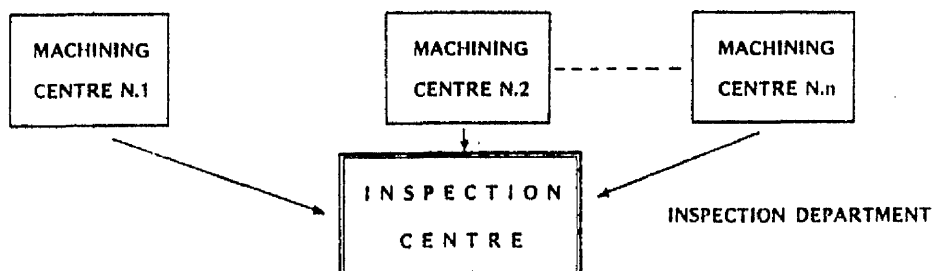 MACHINING
CENTRE N.1
MACHINING
CENTRE N.2
MACHINING
CENTRE N.n
INSPECTION
CENTRE
INSPECTION DEPARTMENT